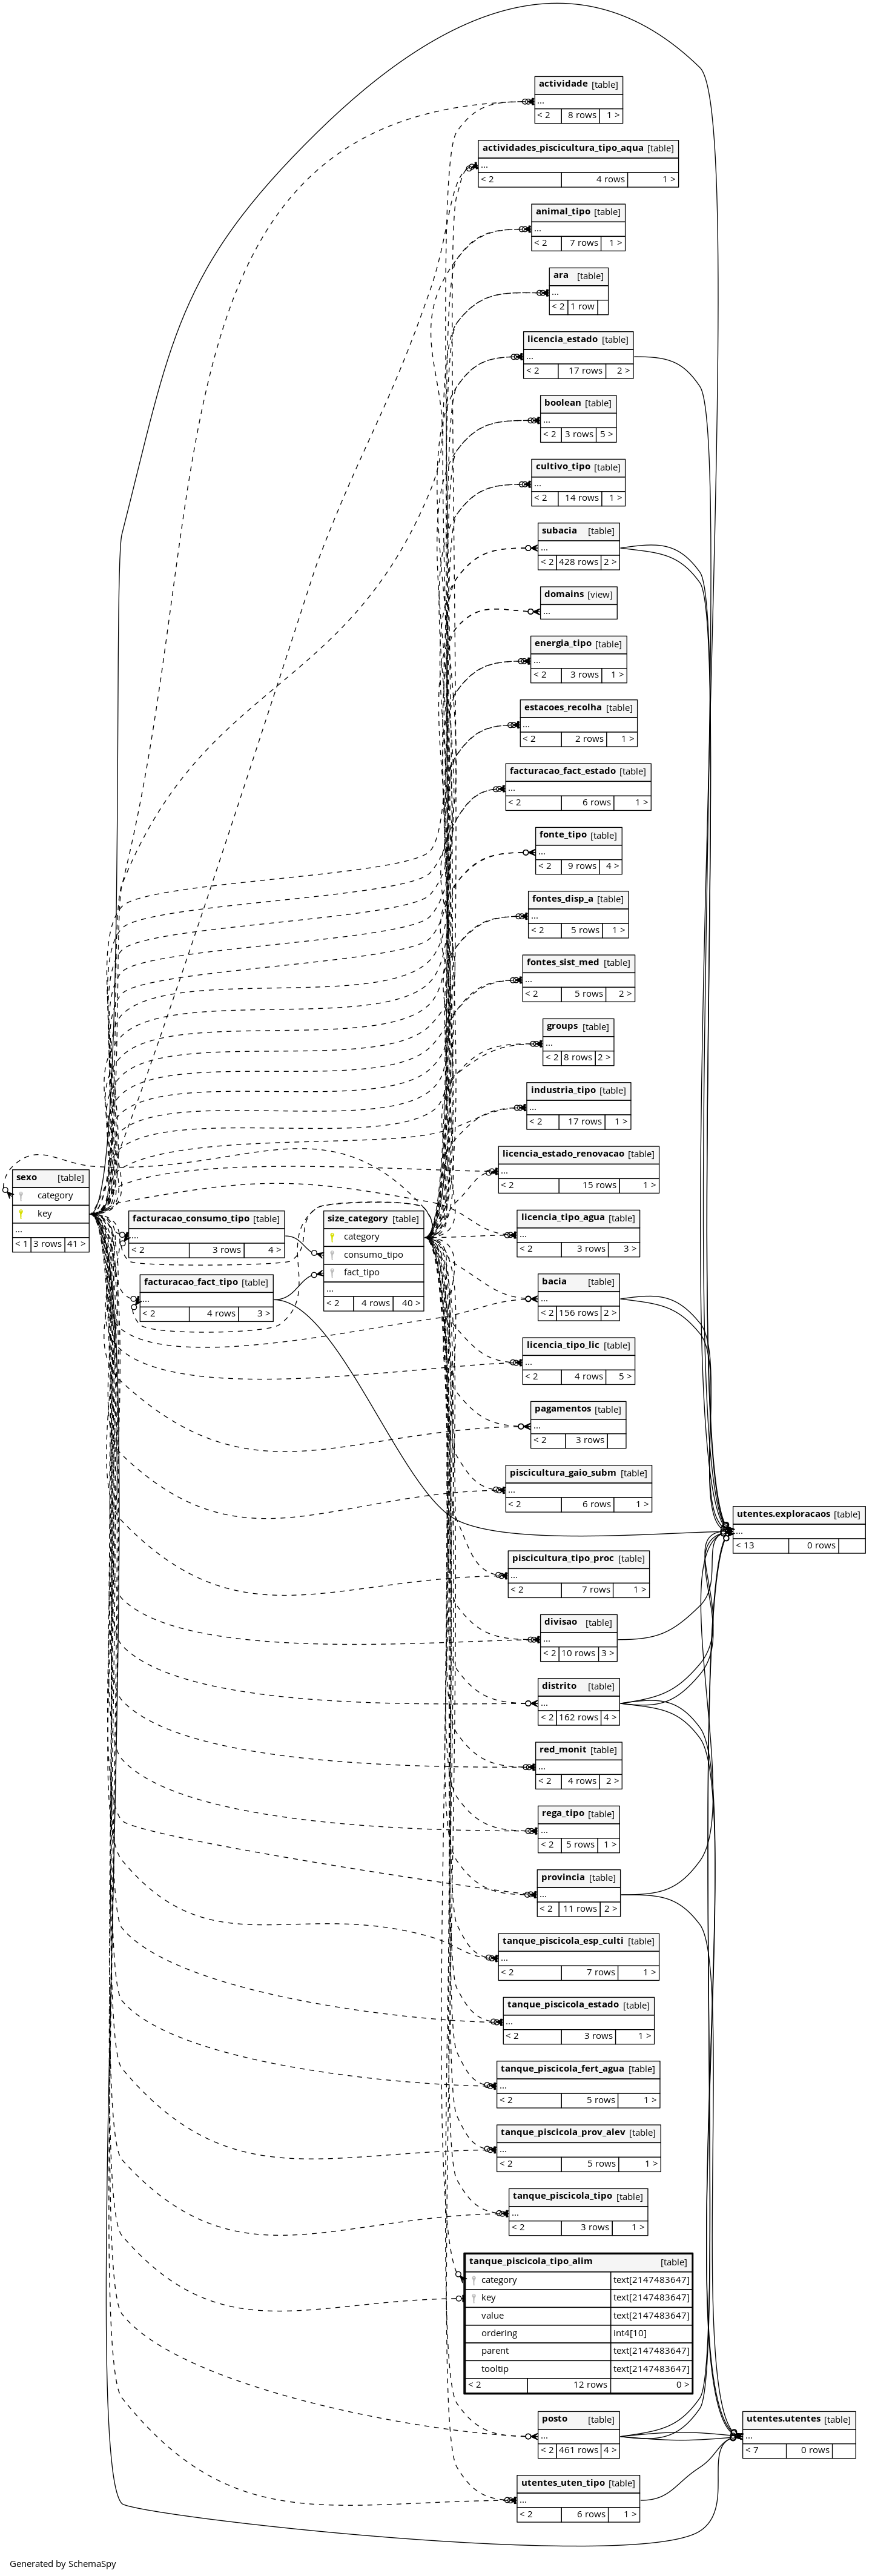 actividade [table]
...
< 2 8 rows 1 >
actividades_piscicultura_tipo_aqua [table]
...
< 2 4 rows 1 >
animal_tipo [table]
...
< 2 7 rows 1 >
ara [table]
...
< 2 1 row
licencia_estado [table]
...
< 2 17 rows 2 >
boolean [table]
...
< 2 3 rows 5 >
cultivo_tipo [table]
...
< 2 14 rows 1 >
subacia [table]
...
< 2 428 rows 2 >
domains [view]
...
energia_tipo [table]
...
< 2 3 rows 1 >
estacoes_recolha [table]
...
< 2 2 rows 1 >
facturacao_fact_estado [table]
...
< 2 6 rows 1 >
fonte_tipo [table]
...
< 2 9 rows 4 >
fontes_disp_a [table]
...
< 2 5 rows 1 >
fontes_sist_med [table]
...
< 2 5 rows 2 >
groups [table]
...
< 2 8 rows 2 >
industria_tipo [table]
...
< 2 17 rows 1 >
licencia_estado_renovacao [table]
...
< 2 15 rows 1 >
sexo [table]
category
key
...
< 1 3 rows 41 >
facturacao_consumo_tipo [table]
...
< 2 3 rows 4 >
facturacao_fact_tipo [table]
...
< 2 4 rows 3 >
size_category [table]
category
consumo_tipo
fact_tipo
...
< 2 4 rows 40 >
licencia_tipo_agua [table]
...
< 2 3 rows 3 >
bacia [table]
...
< 2 156 rows 2 >
licencia_tipo_lic [table]
...
< 2 4 rows 5 >
pagamentos [table]
...
< 2 3 rows
piscicultura_gaio_subm [table]
...
< 2 6 rows 1 >
utentes.exploracaos [table]
...
< 13 0 rows
piscicultura_tipo_proc [table]
...
< 2 7 rows 1 >
divisao [table]
...
< 2 10 rows 3 >
distrito [table]
...
< 2 162 rows 4 >
red_monit [table]
...
< 2 4 rows 2 >
rega_tipo [table]
...
< 2 5 rows 1 >
provincia [table]
...
< 2 11 rows 2 >
tanque_piscicola_esp_culti [table]
...
< 2 7 rows 1 >
tanque_piscicola_estado [table]
...
< 2 3 rows 1 >
tanque_piscicola_fert_agua [table]
...
< 2 5 rows 1 >
tanque_piscicola_prov_alev [table]
...
< 2 5 rows 1 >
tanque_piscicola_tipo [table]
...
< 2 3 rows 1 >
tanque_piscicola_tipo_alim [table]
category text[2147483647]
key text[2147483647]
value text[2147483647]
ordering int4[10]
parent text[2147483647]
tooltip text[2147483647]
< 2 12 rows 0 >
posto [table]
...
< 2 461 rows 4 >
utentes.utentes [table]
...
< 7 0 rows
utentes_uten_tipo [table]
...
< 2 6 rows 1 >
Generated by SchemaSpy